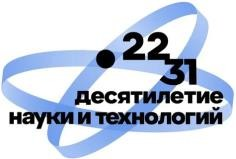 22
31
десятилетие
науки и технологий